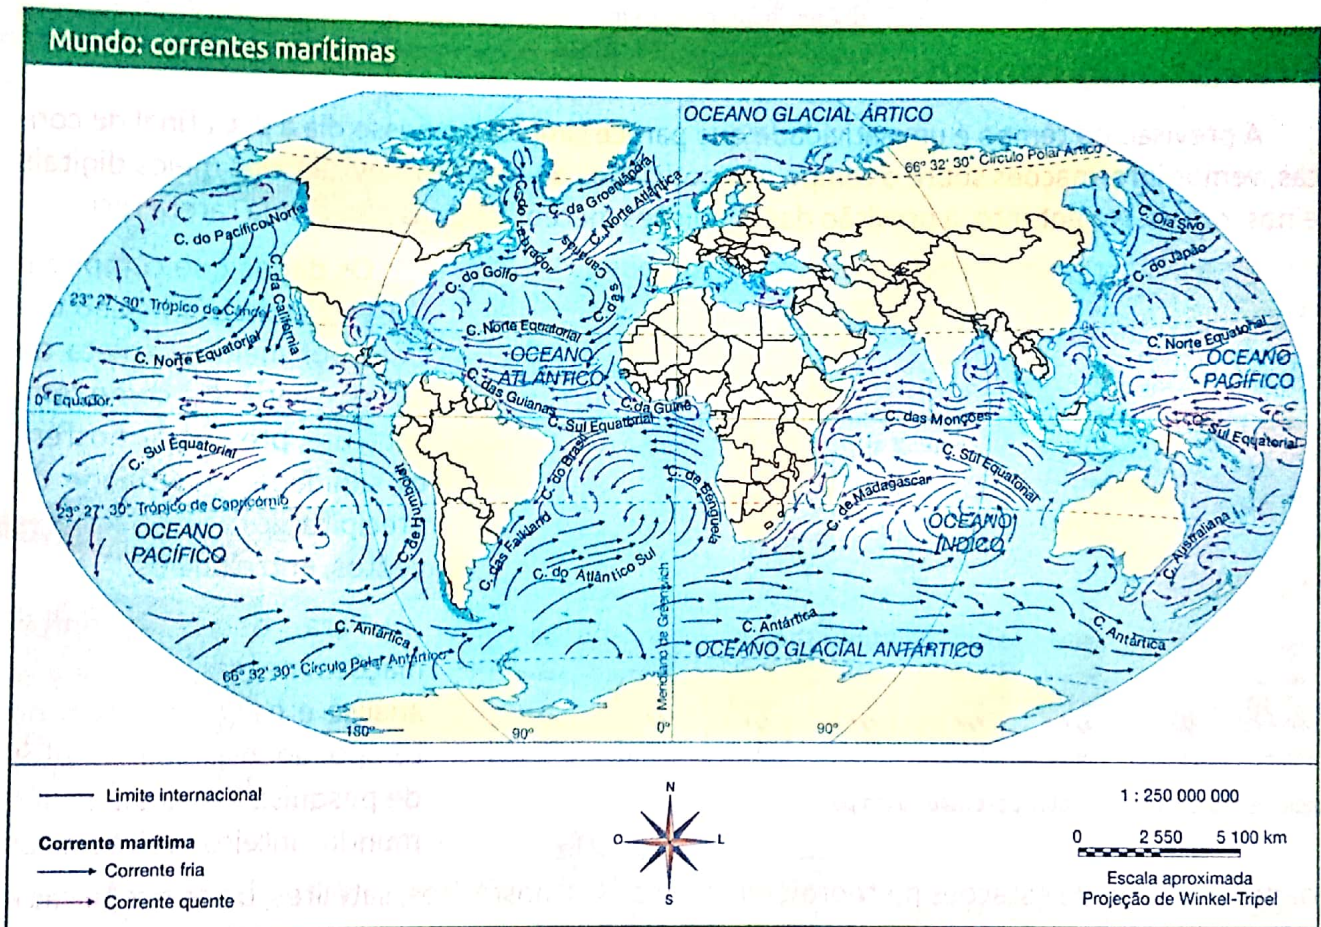 Mundo: correntes marítimas
OCEANO GLACIAL ÁRTICO
66° 32' 30" Círculo Polar Ártico
C. da Groenlândia
C. Norte Atlântica
C. do Labrador
C. das Canárias
C. do Pacífico Norte
C. do Golfo
C. da Califórnia
C. Oia Sivo
C. do Japão
23° 27' 30" Trópico de Câncer
C. Norte Equatorial
C. Norte Equatorial
C. Norte Equatorial
OCEANO
ATLÂNTICO
OCEANO
PACÍFICO
0° Equador
C. das Guianas
C. da Guiné
C. Sul Equatorial
C. das Monções
C. Sul Equatorial
C. Sul Equatorial
C. do Brasil
C. Sul Equatorial
C. de Humbolt
C. de Benguela
C. de Madagascar
23° 27' 30" Trópico de Capricórnio
OCEANO
PACÍFICO
OCEANO
ÍNDICO
C. Australiana
C. das Falkland
C. do Atlântico Sul
Meridiano de Greenwich
C. Antártica
C. Antártica
C. Antártica
OCEANO GLACIAL ANTÁRTICO
66° 32' 30" Círculo Polar Antártico
180°
90°
0°
90°
Limite internacional
Corrente marítima
Corrente fria
Corrente quente
N
O
L
S
1 : 250 000 000
0 2 550 5 100 km
Escala aproximada
Projeção de Winkel-Tripel